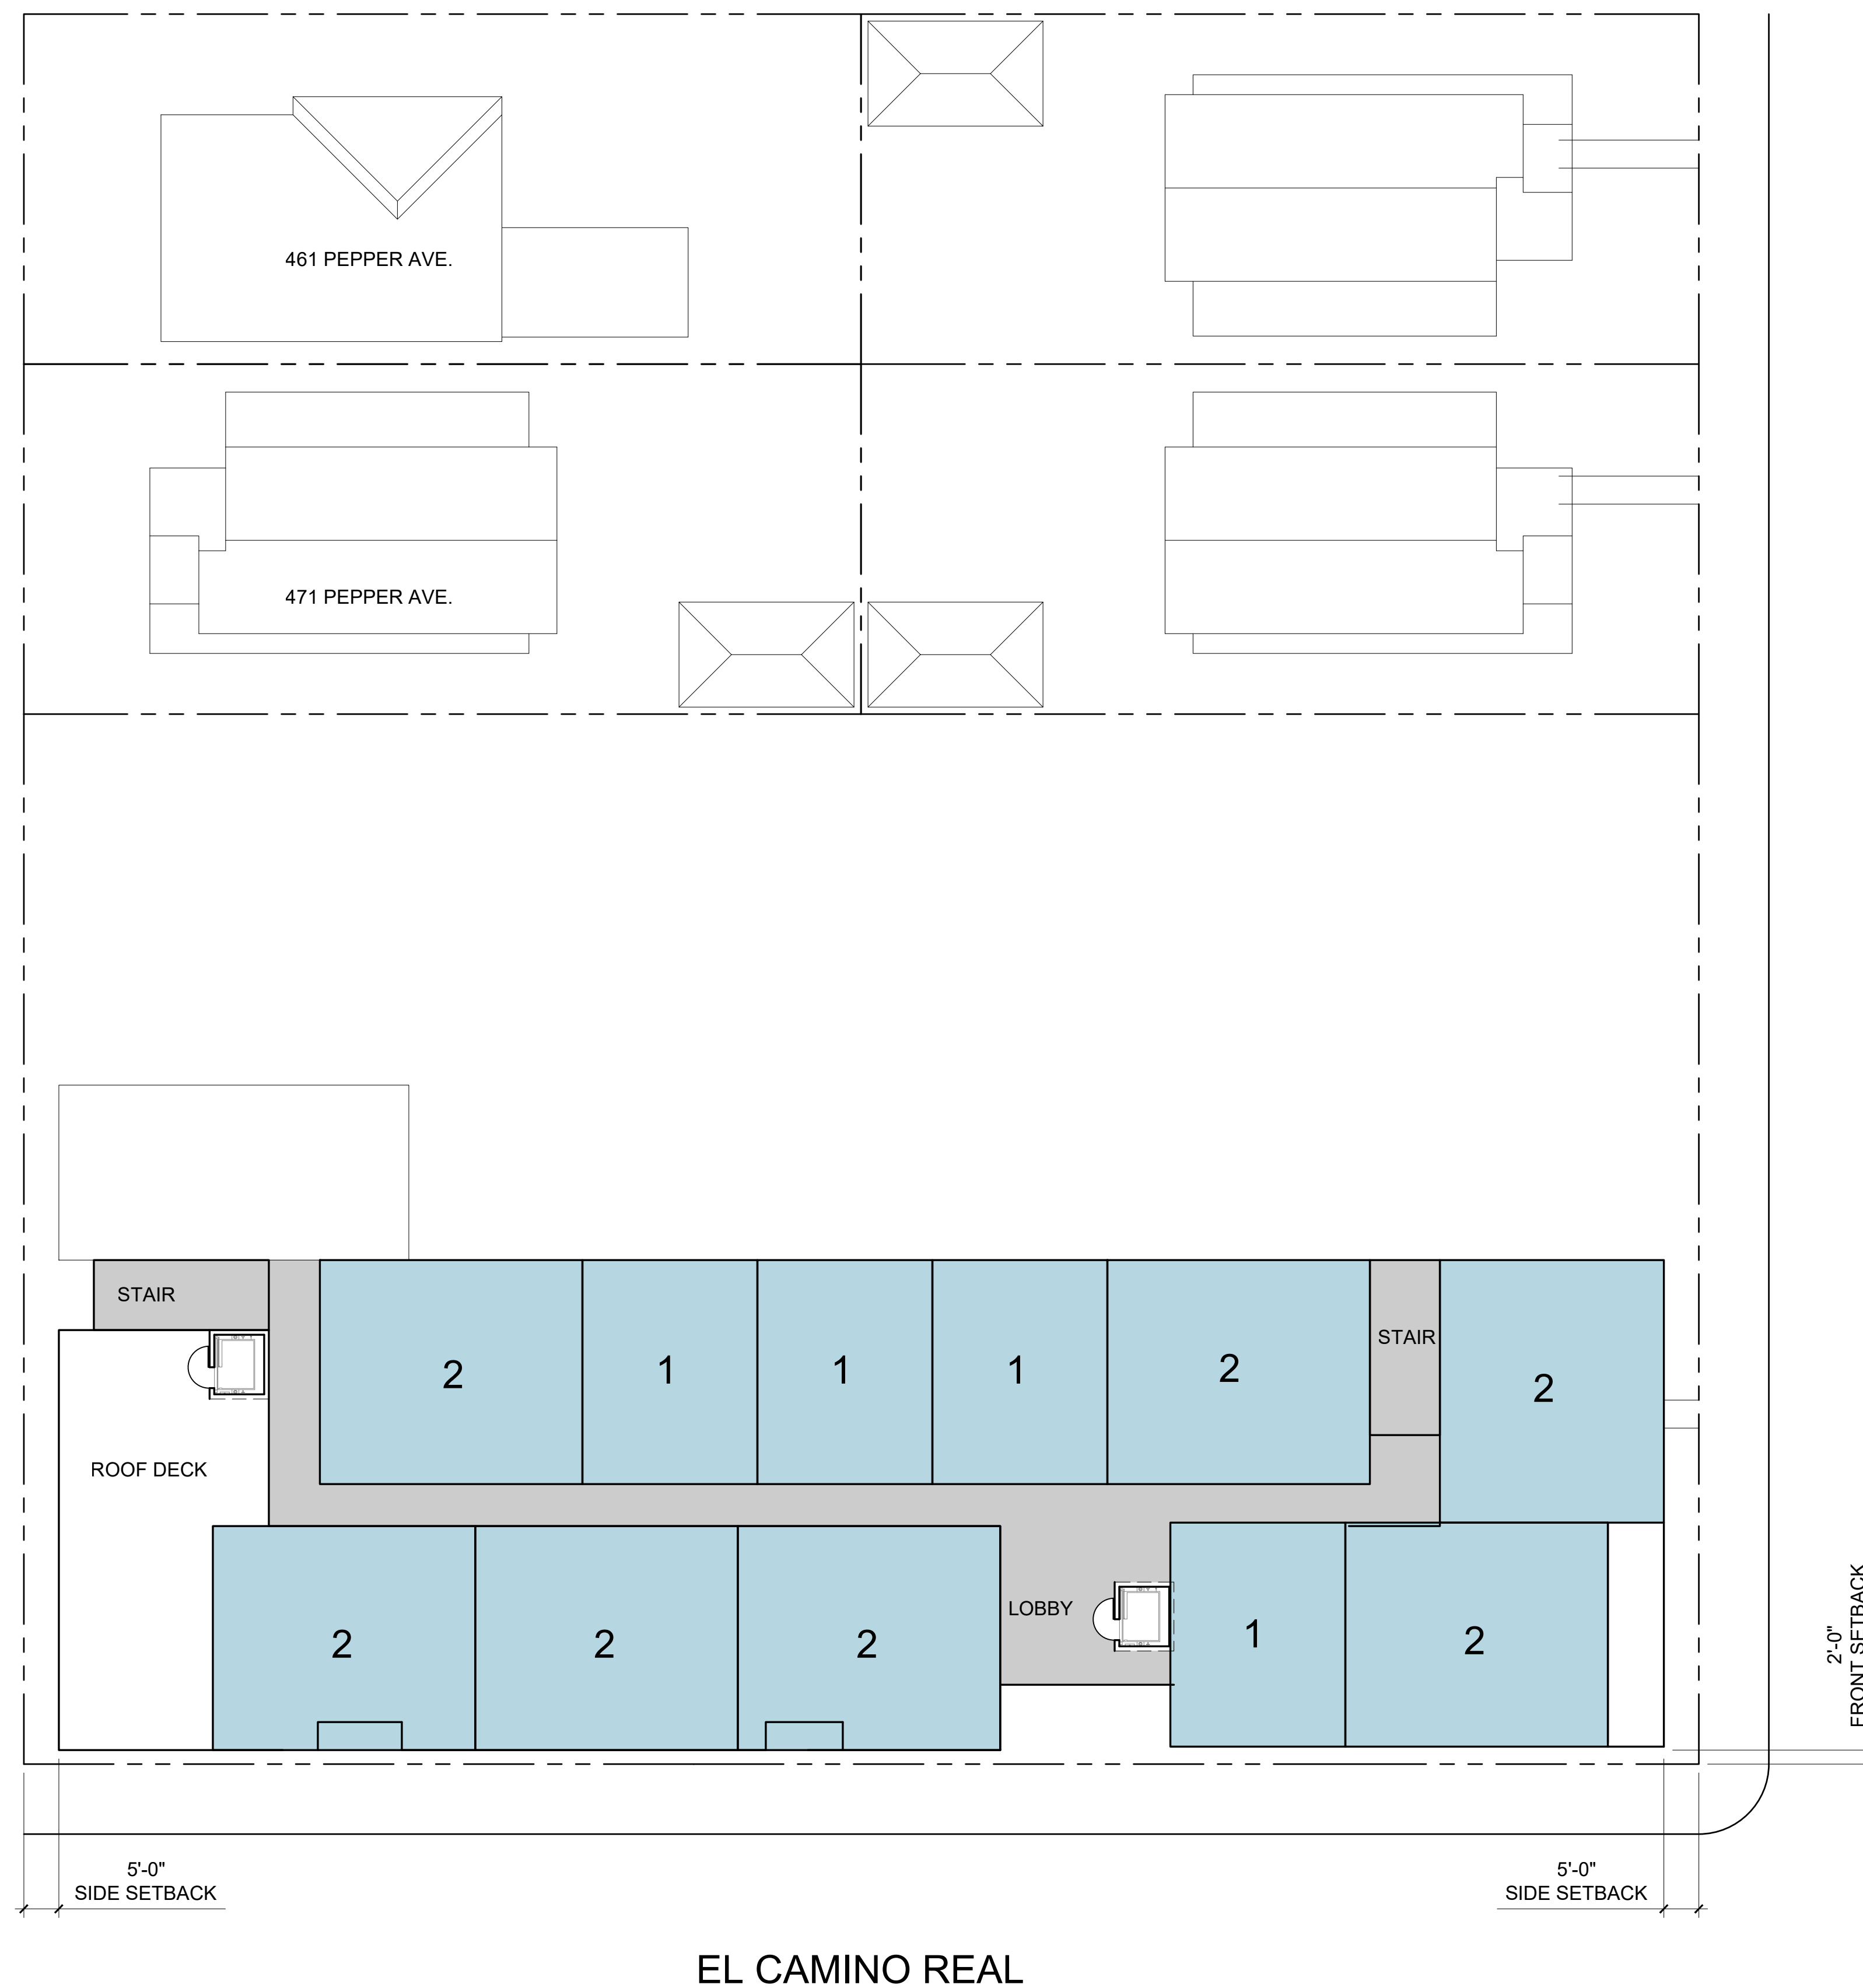 461 PEPPER AVE.
471 PEPPER AVE.
STAIR
STAIR
2
1
1
1
2
2
ROOF DECK
LOBBY
2
2
2
1
2
2'-0"
FRONT SETBACK
5'-0"
SIDE SETBACK
5'-0"
SIDE SETBACK
EL CAMINO REAL